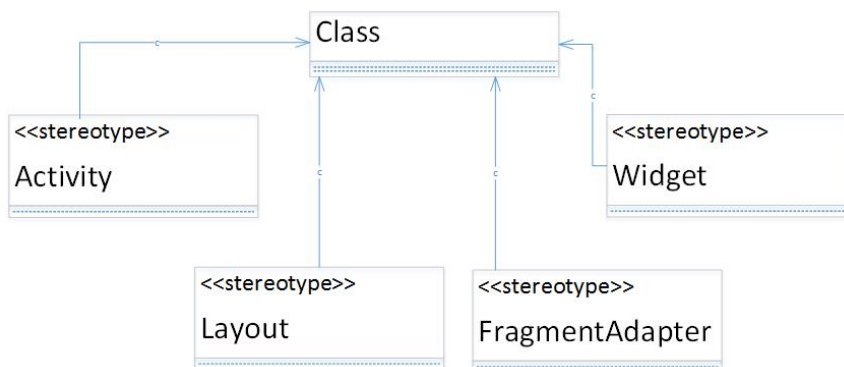 Class
c
<<stereotype>>
Activity
c
<<stereotype>>
Widget
c
c
<<stereotype>>
Layout
<<stereotype>>
FragmentAdapter